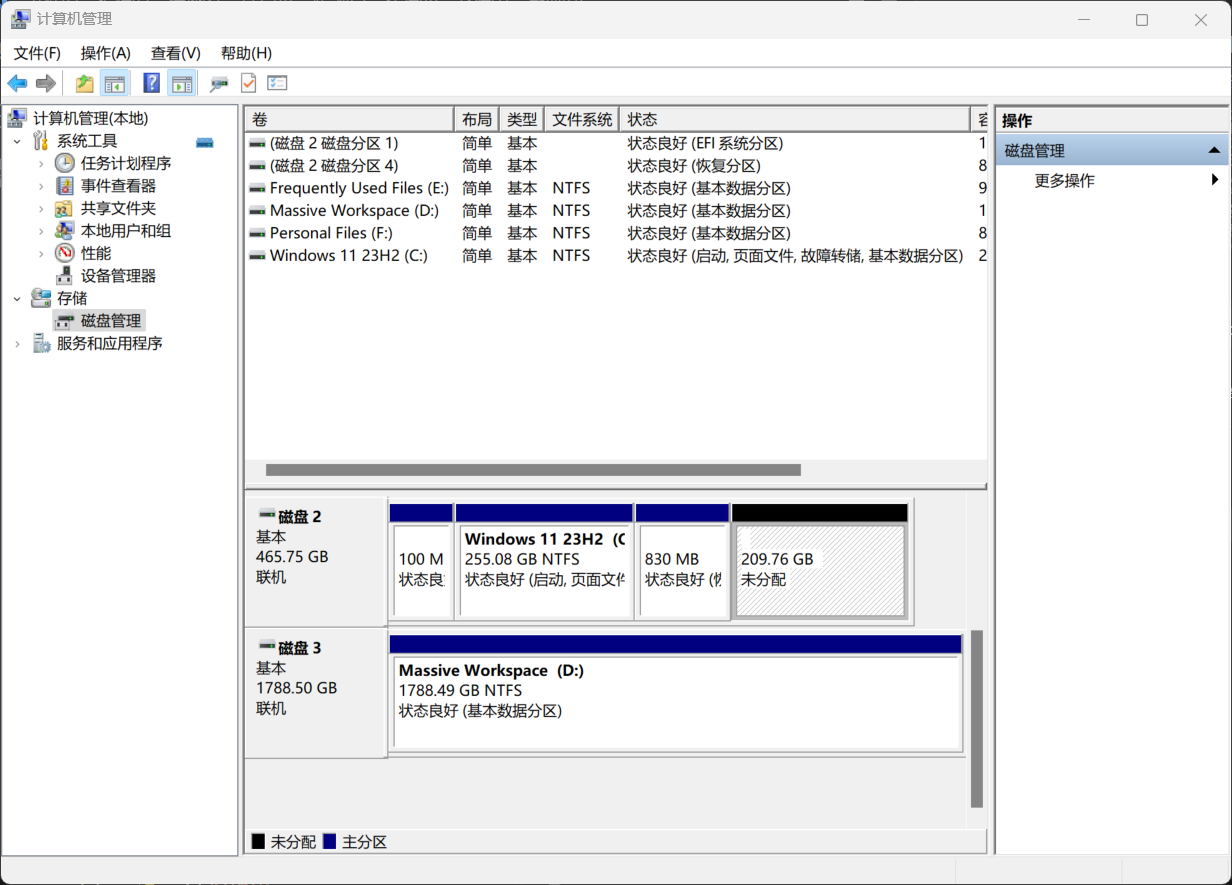 计算机管理
文件(F) 操作(A) 查看(V) 帮助(H)
计算机管理(本地)
系统工具
任务计划程序
事件查看器
共享文件夹
本地用户和组
性能
设备管理器
存储
磁盘管理
服务和应用程序
卷 布局 类型 文件系统 状态
(磁盘 2 磁盘分区 1) 简单 基本 状态良好 (EFI 系统分区) 1
(磁盘 2 磁盘分区 4) 简单 基本 状态良好 (恢复分区) 8
Frequently Used Files (E:) 简单 基本 NTFS 状态良好 (基本数据分区) 9
Massive Workspace (D:) 简单 基本 NTFS 状态良好 (基本数据分区) 1
Personal Files (F:) 简单 基本 NTFS 状态良好 (基本数据分区) 8
Windows 11 23H2 (C:) 简单 基本 NTFS 状态良好 (启动, 页面文件, 故障转储, 基本数据分区) 2
磁盘 2
基本
465.75 GB
联机
100 M
状态良
Windows 11 23H2 (C
255.08 GB NTFS
状态良好 (启动, 页面文件
830 MB
状态良好 (恢
209.76 GB
未分配
磁盘 3
基本
1788.50 GB
联机
Massive Workspace (D:)
1788.49 GB NTFS
状态良好 (基本数据分区)
未分配 主分区
操作
磁盘管理
更多操作